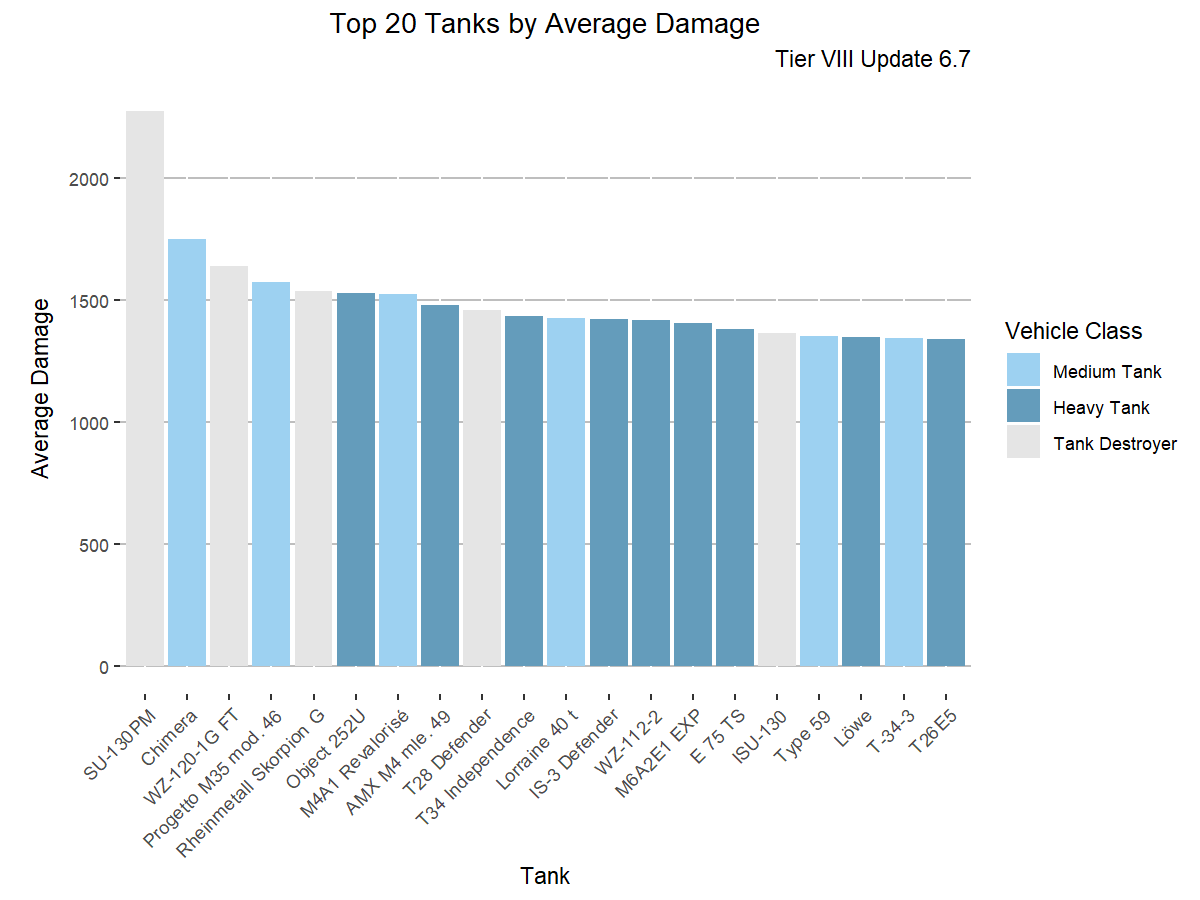 Top 20 Tanks by Average Damage
Tier VIII Update 6.7
Average Damage
2000
1500
1000
500
0
SU-130PM
Chimera
WZ-120-1G FT
Progetto M35 mod. 46
Rheinmetall Skorpion G
Object 252U
M4A1 Revalorisé
AMX M4 mle. 49
T28 Defender
T34 Independence
Lorraine 40 t
IS-3 Defender
WZ-112-2
M6A2E1 EXP
E 75 TS
ISU-130
Type 59
Löwe
T-34-3
T26E5
Tank
Vehicle Class
Medium Tank
Heavy Tank
Tank Destroyer